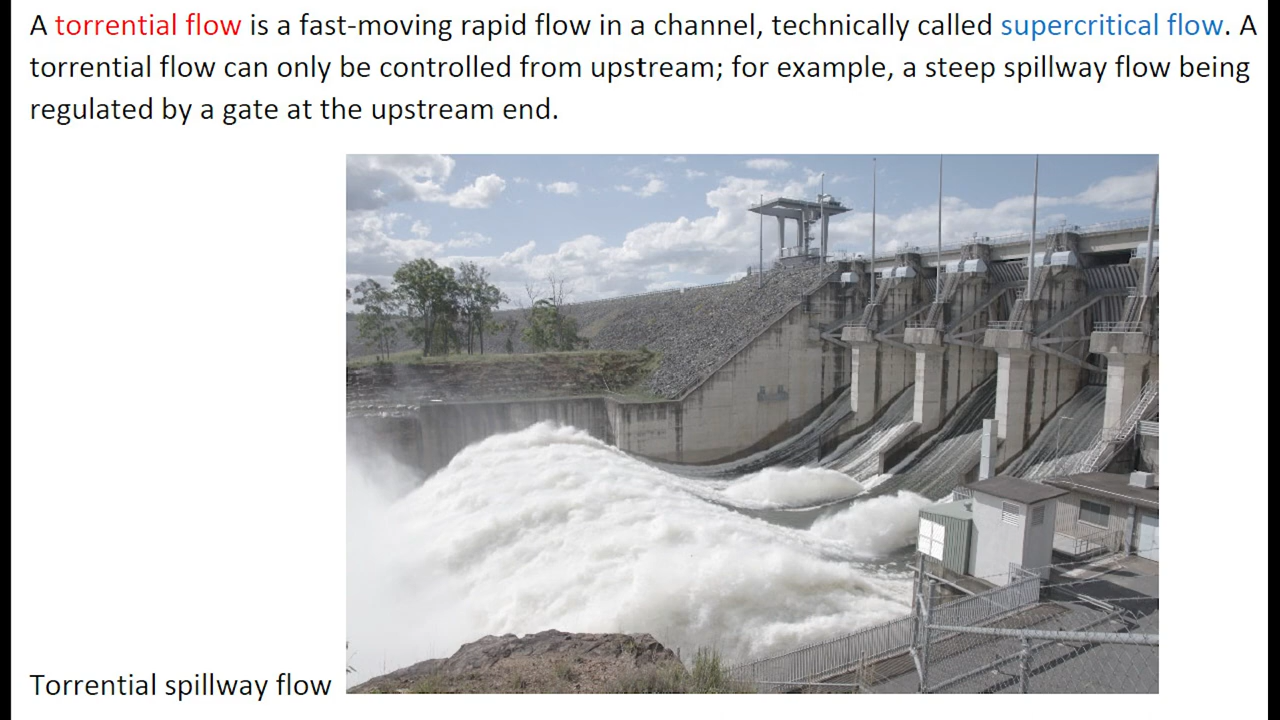 A torrential flow is a fast-moving rapid flow in a channel, technically called supercritical flow. A
torrential flow can only be controlled from upstream; for example, a steep spillway flow being
regulated by a gate at the upstream end.
Torrential spillway flow